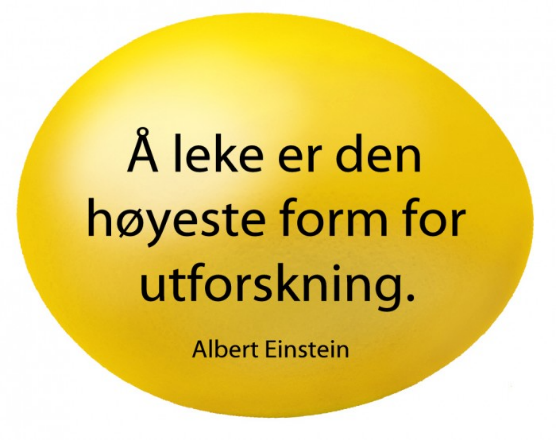 Å leke er den
høyeste form for
utforskning.
Albert Einstein